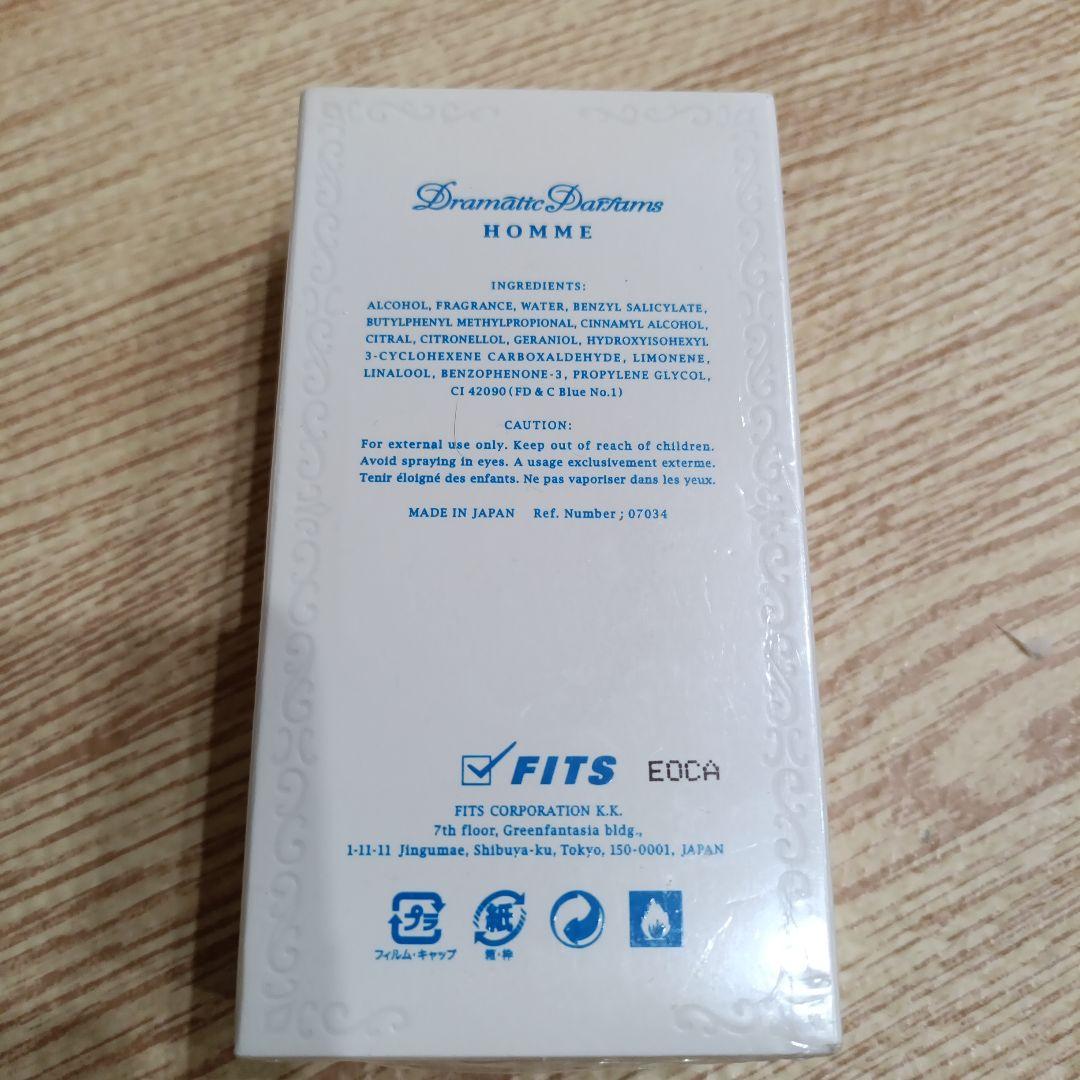 Dramatic Parfums
HOMME
INGREDIENTS:
ALCOHOL, FRAGRANCE, WATER, BENZYL SALICYLATE,
BUTYLPHENYL METHYLPROPIONAL, CINNAMYL ALCOHOL,
CITRAL, CITRONELLOL, GERANIOL, HYDROXYISOHEXYL
3-CYCLOHEXENE CARBOXALDEHYDE, LIMONENE,
LINALOOL, BENZOPHENONE-3, PROPYLENE GLYCOL,
CI 42090 (FD & C Blue No.1)
CAUTION:
For external use only. Keep out of reach of children.
Avoid spraying in eyes. A usage exclusivement exterme.
Tenir éloigné des enfants. Ne pas vaporiser dans les yeux.
MADE IN JAPAN Ref. Number ; 07034
FITS EOCA
FITS CORPORATION K.K.
7th floor, Greenfantasia bldg.,
1-11-11 Jingumae, Shibuya-ku, Tokyo, 150-0001, JAPAN
プラ 紙
フィルム・キャップ 箱・枠